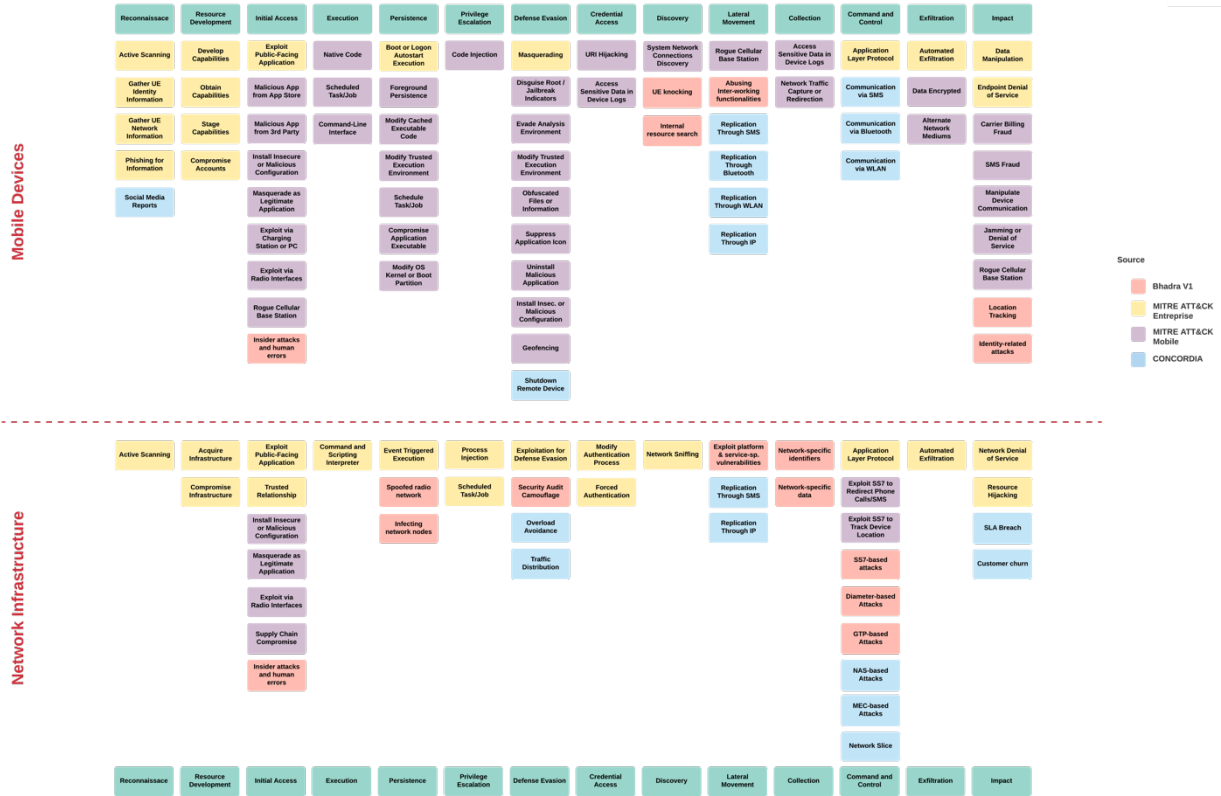 Reconnaissace
Resource
Development
Initial Access
Execution
Persistence
Privilege
Escalation
Defense Evasion
Credential
Access
Discovery
Lateral
Movement
Collection
Command and
Control
Exfiltration
Impact
Mobile Devices
Active Scanning
Gather UE
Identity
Information
Gather UE
Network
Information
Phishing for
Information
Social Media
Reports
Develop
Capabilities
Obtain
Capabilities
Stage
Capabilities
Compromise
Accounts
Exploit
Public-Facing
Application
Malicious App
from App Store
Malicious App
from 3rd Party
Install Insecure
or Malicious
Configuration
Masquerade as
Legitimate
Application
Exploit via
Charging
Station or PC
Exploit via
Radio Interfaces
Rogue Cellular
Base Station
Insider attacks
and human
errors
Native Code
Scheduled
Task/Job
Command-Line
Interface
Boot or Logon
Autostart
Execution
Foreground
Persistence
Modify Cached
Executable
Code
Modify Trusted
Execution
Environment
Schedule
Task/Job
Compromise
Application
Executable
Modify OS
Kernel or Boot
Partition
Code Injection
Masquerading
Disguise Root /
Jailbreak
Indicators
Evade Analysis
Environment
Modify Trusted
Execution
Environment
Obfuscated
Files or
Information
Suppress
Application Icon
Uninstall
Malicious
Application
Install Insec. or
Malicious
Configuration
Geofencing
Shutdown
Remote Device
URI Hijacking
Access
Sensitive Data in
Device Logs
System Network
Connections
Discovery
UE knocking
Internal
resource search
Rogue Cellular
Base Station
Abusing
Inter-working
functionalities
Replication
Through SMS
Replication
Through
Bluetooth
Replication
Through WLAN
Replication
Through IP
Access
Sensitive Data in
Device Logs
Network Traffic
Capture or
Redirection
Application
Layer Protocol
Communication
via SMS
Communication
via Bluetooth
Communication
via WLAN
Automated
Exfiltration
Data Encrypted
Alternate
Network
Mediums
Data
Manipulation
Endpoint Denial
of Service
Carrier Billing
Fraud
SMS Fraud
Manipulate
Device
Communication
Jamming or
Denial of
Service
Rogue Cellular
Base Station
Location
Tracking
Identity-related
attacks
Source
Bhadra V1
MITRE ATT&CK
Entreprise
MITRE ATT&CK
Mobile
CONCORDIA
Network Infrastructure
Active Scanning
Acquire
Infrastructure
Compromise
Infrastructure
Exploit
Public-Facing
Application
Trusted
Relationship
Install Insecure
or Malicious
Configuration
Masquerade as
Legitimate
Application
Exploit via
Radio Interfaces
Supply Chain
Compromise
Insider attacks
and human
errors
Command and
Scripting
Interpreter
Event Triggered
Execution
Spoofed radio
network
Infecting
network nodes
Process
Injection
Scheduled
Task/Job
Exploitation for
Defense Evasion
Security Audit
Camouflage
Overload
Avoidance
Traffic
Distribution
Modify
Authentication
Process
Forced
Authentication
Network Sniffing
Exploit platform
& service-sp.
vulnerabilities
Replication
Through SMS
Replication
Through IP
Network-specific
identifiers
Network-specific
data
Application
Layer Protocol
Exploit SS7 to
Redirect Phone
Calls/SMS
Exploit SS7 to
Track Device
Location
SS7-based
attacks
Diameter-based
Attacks
GTP-based
Attacks
NAS-based
Attacks
MEC-based
Attacks
Network Slice
Automated
Exfiltration
Network Denial
of Service
Resource
Hijacking
SLA Breach
Customer churn
Reconnaissace
Resource
Development
Initial Access
Execution
Persistence
Privilege
Escalation
Defense Evasion
Credential
Access
Discovery
Lateral
Movement
Collection
Command and
Control
Exfiltration
Impact